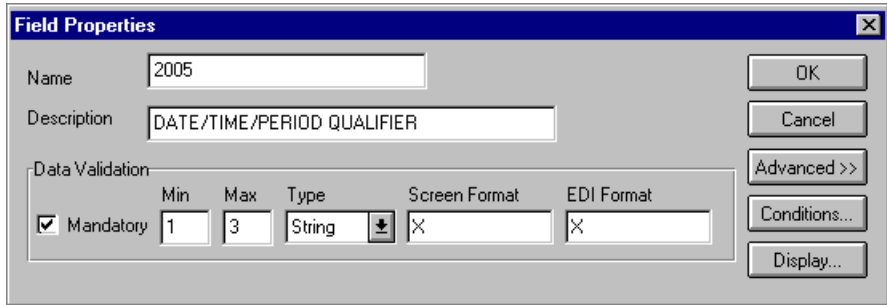 Field Properties
Name 2005 OK
Description DATE/TIME/PERIOD QUALIFIER Cancel
Data Validation Advanced >>
Min Max Type Screen Format EDI Format
Mandatory 1 3 String X X Conditions...
Display...